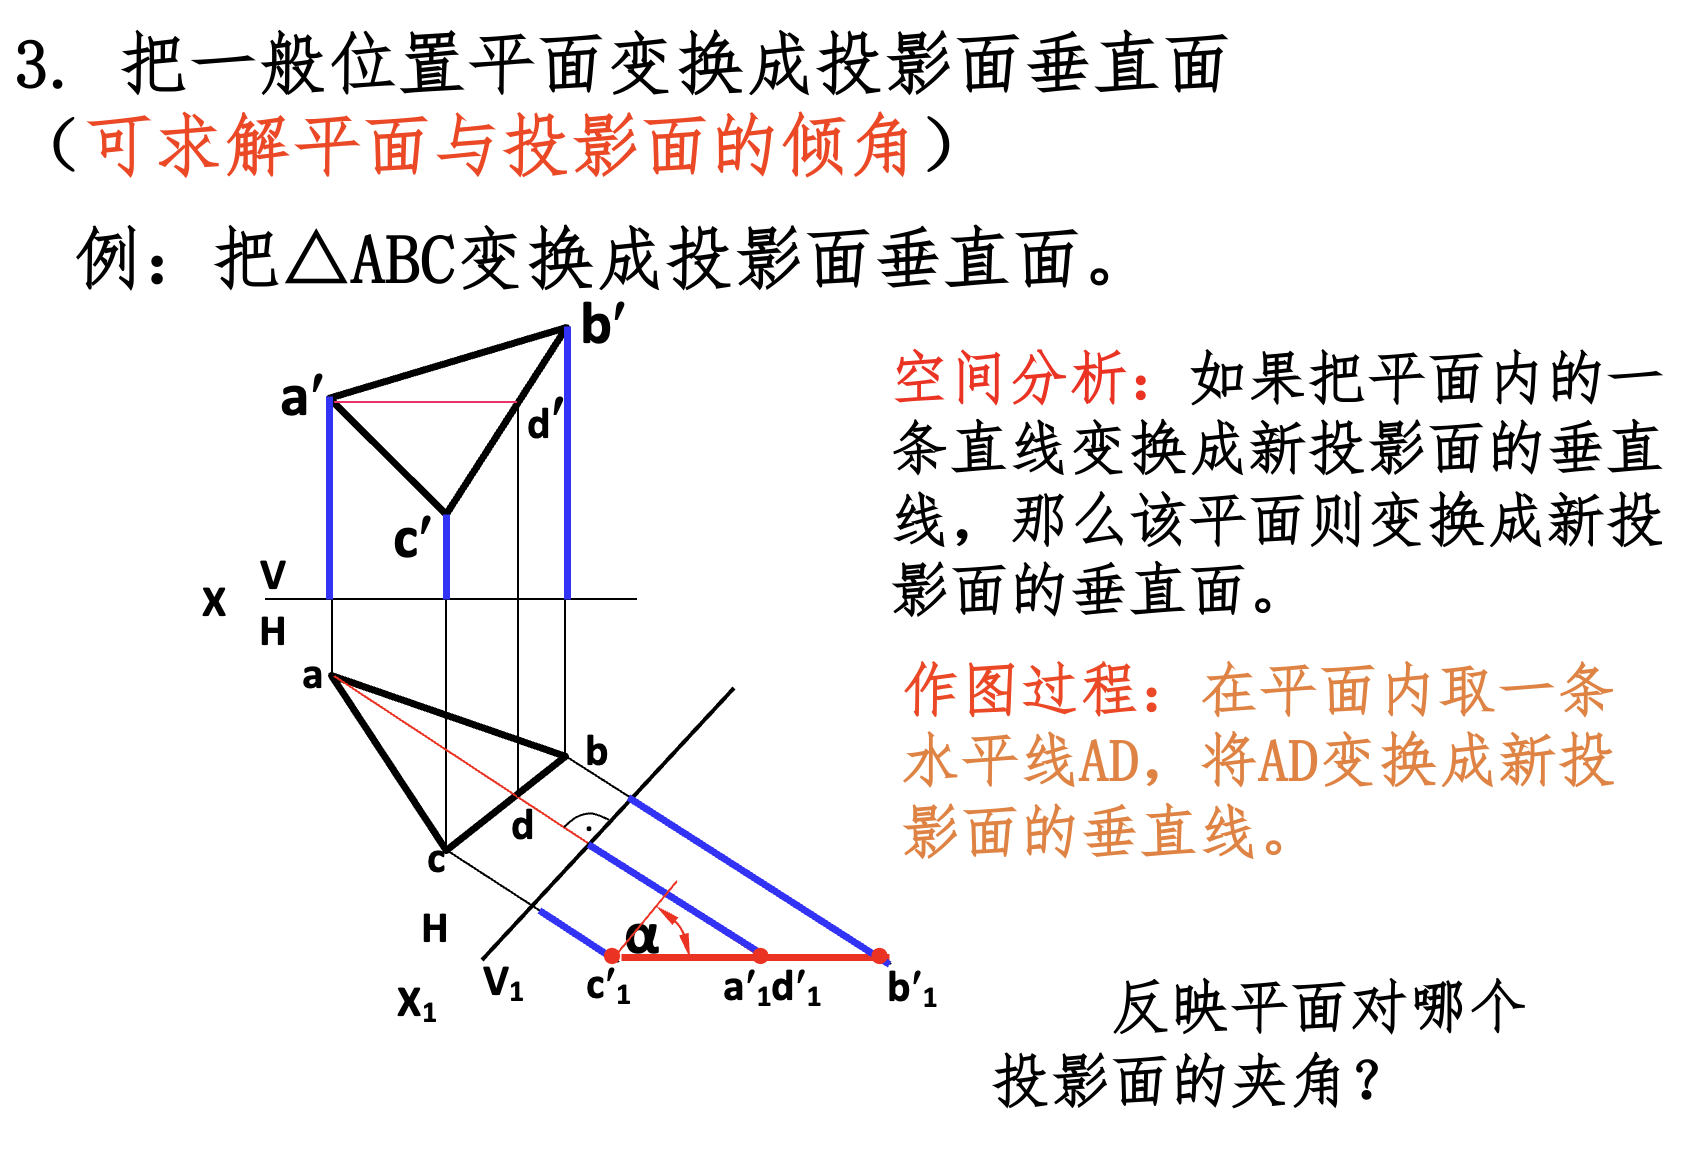 3. 把一般位置平面变换成投影面垂直面
（可求解平面与投影面的倾角）
例：把△ABC变换成投影面垂直面。
b′
a′
d′
c′
V
X
H
a
b
d
c
H
α
V₁
X₁
c′₁
a′₁d′₁
b′₁
空间分析：如果把平面内的一
条直线变换成新投影面的垂直
线，那么该平面则变换成新投
影面的垂直面。
作图过程：在平面内取一条
水平线AD，将AD变换成新投
影面的垂直线。
反映平面对哪个
投影面的夹角？